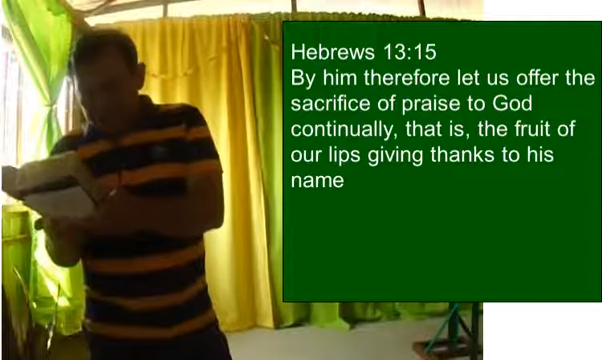 Hebrews 13:15
By him therefore let us offer the
sacrifice of praise to God
continually, that is, the fruit of
our lips giving thanks to his
name